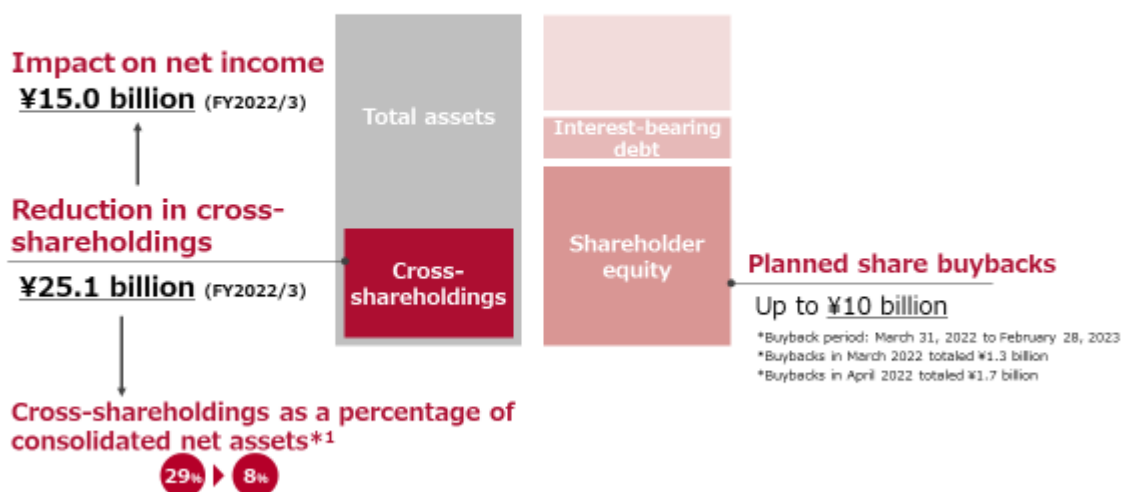 Impact on net income
¥15.0 billion (FY2022/3)
Reduction in cross-
shareholdings
¥25.1 billion (FY2022/3)
Cross-shareholdings as a percentage of
consolidated net assets*1
29% 8%
Total assets
Cross-
shareholdings
Interest-bearing
debt
Shareholder
equity
Planned share buybacks
Up to ¥10 billion
*Buyback period: March 31, 2022 to February 28, 2023
*Buybacks in March 2022 totaled ¥1.3 billion
*Buybacks in April 2022 totaled ¥1.7 billion